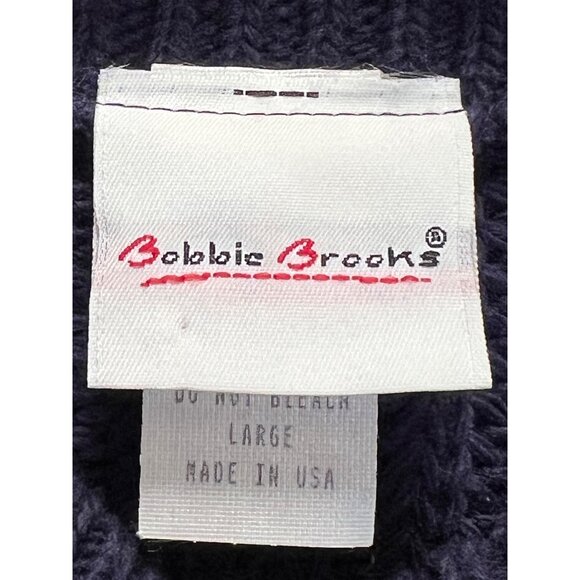 Bobbie Brooks®
DO NOT BLEACH
LARGE
MADE IN USA